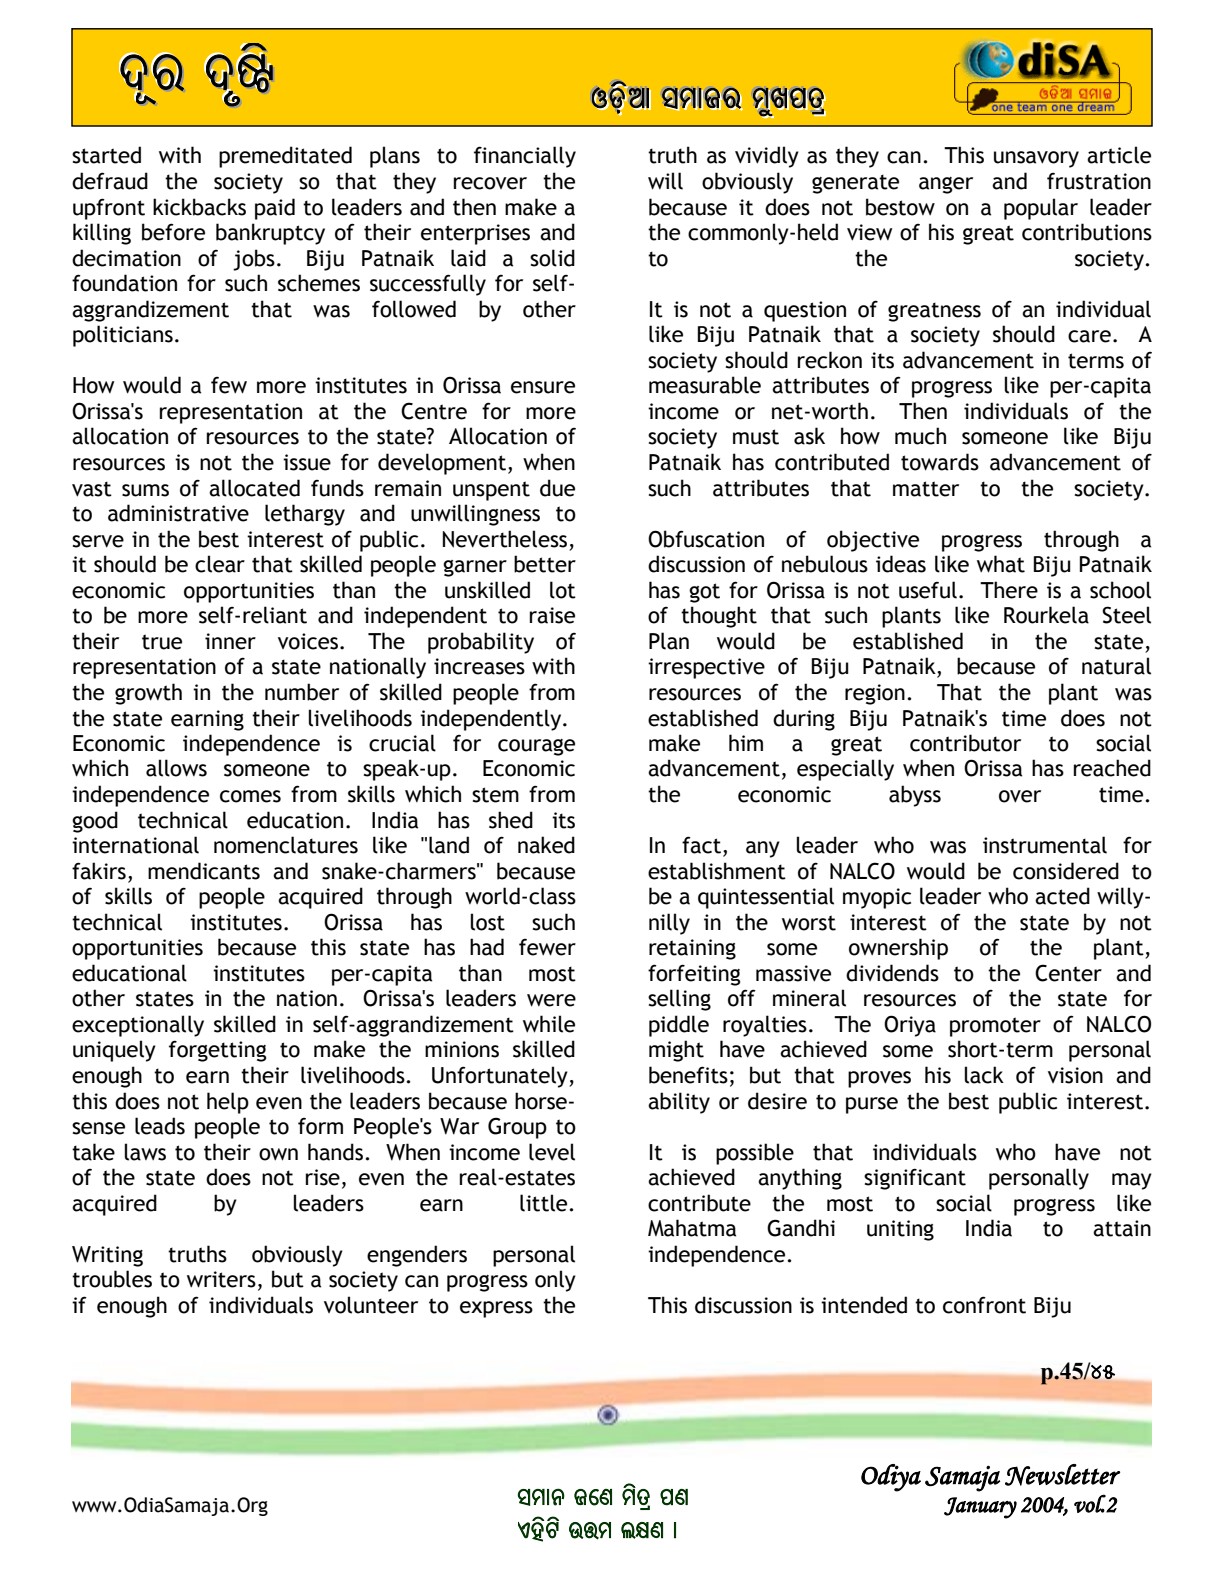 ଦୂର ଦୃଷ୍ଟି
ଓଡ଼ିଆ ସମାଜର ମୁଖପତ୍ର
diSA
ଓଡ଼ିଆ ସମାଜ
one team one dream
started with premeditated plans to financially
defraud the society so that they recover the
upfront kickbacks paid to leaders and then make a
killing before bankruptcy of their enterprises and
decimation of jobs. Biju Patnaik laid a solid
foundation for such schemes successfully for self-
aggrandizement that was followed by other
politicians.
How would a few more institutes in Orissa ensure
Orissa's representation at the Centre for more
allocation of resources to the state? Allocation of
resources is not the issue for development, when
vast sums of allocated funds remain unspent due
to administrative lethargy and unwillingness to
serve in the best interest of public. Nevertheless,
it should be clear that skilled people garner better
economic opportunities than the unskilled lot
to be more self-reliant and independent to raise
their true inner voices. The probability of
representation of a state nationally increases with
the growth in the number of skilled people from
the state earning their livelihoods independently.
Economic independence is crucial for courage
which allows someone to speak-up. Economic
independence comes from skills which stem from
good technical education. India has shed its
international nomenclatures like "land of naked
fakirs, mendicants and snake-charmers" because
of skills of people acquired through world-class
technical institutes. Orissa has lost such
opportunities because this state has had fewer
educational institutes per-capita than most
other states in the nation. Orissa's leaders were
exceptionally skilled in self-aggrandizement while
uniquely forgetting to make the minions skilled
enough to earn their livelihoods. Unfortunately,
this does not help even the leaders because horse-
sense leads people to form People's War Group to
take laws to their own hands. When income level
of the state does not rise, even the real-estates
acquired by leaders earn little.
Writing truths obviously engenders personal
troubles to writers, but a society can progress only
if enough of individuals volunteer to express the
truth as vividly as they can. This unsavory article
will obviously generate anger and frustration
because it does not bestow on a popular leader
the commonly-held view of his great contributions
to the society.
It is not a question of greatness of an individual
like Biju Patnaik that a society should care. A
society should reckon its advancement in terms of
measurable attributes of progress like per-capita
income or net-worth. Then individuals of the
society must ask how much someone like Biju
Patnaik has contributed towards advancement of
such attributes that matter to the society.
Obfuscation of objective progress through a
discussion of nebulous ideas like what Biju Patnaik
has got for Orissa is not useful. There is a school
of thought that such plants like Rourkela Steel
Plan would be established in the state,
irrespective of Biju Patnaik, because of natural
resources of the region. That the plant was
established during Biju Patnaik's time does not
make him a great contributor to social
advancement, especially when Orissa has reached
the economic abyss over time.
In fact, any leader who was instrumental for
establishment of NALCO would be considered to
be a quintessential myopic leader who acted willy-
nilly in the worst interest of the state by not
retaining some ownership of the plant,
forfeiting massive dividends to the Center and
selling off mineral resources of the state for
piddle royalties. The Oriya promoter of NALCO
might have achieved some short-term personal
benefits; but that proves his lack of vision and
ability or desire to purse the best public interest.
It is possible that individuals who have not
achieved anything significant personally may
contribute the most to social progress like
Mahatma Gandhi uniting India to attain
independence.
This discussion is intended to confront Biju
p.45/୪୫
Odiya Samaja Newsletter
January 2004, vol.2
www.OdiaSamaja.Org
ସମାନ ଜଣେ ମିତ୍ର ପଣ
ଏହିଟି ଉତ୍ତମ ଲକ୍ଷଣ ।